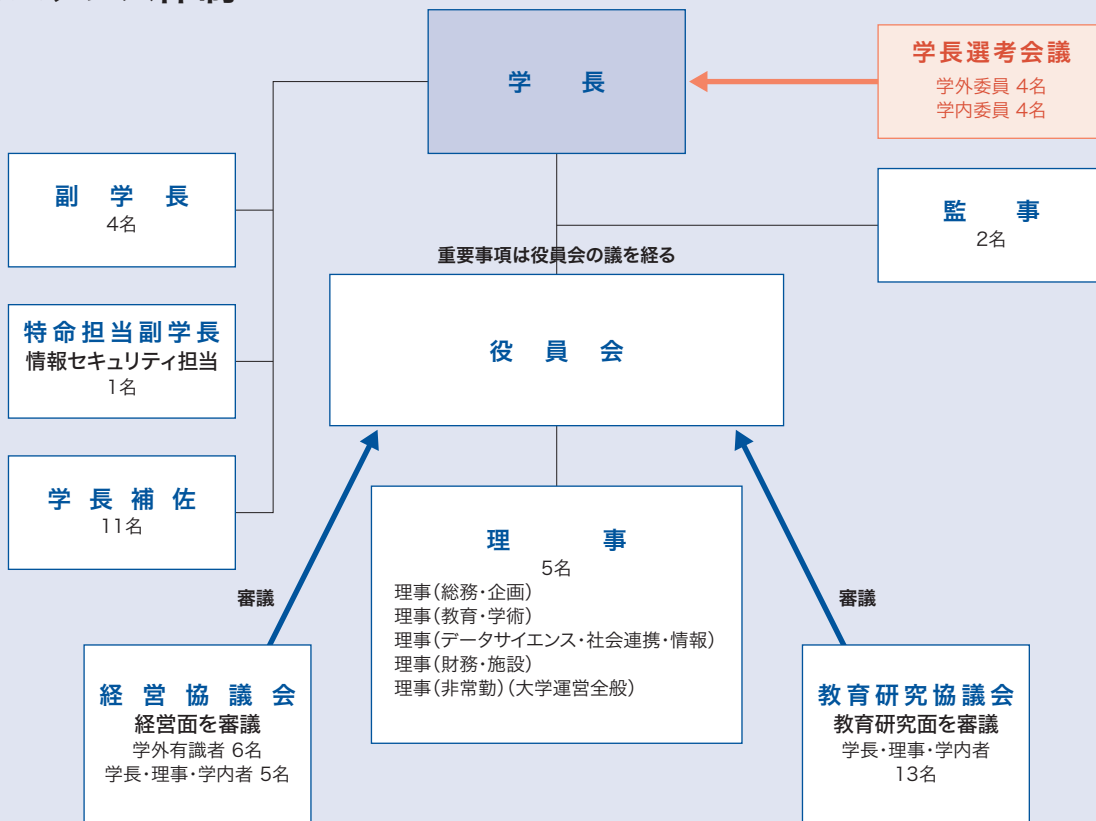 学長
学長選考会議
学外委員 4名
学内委員 4名
副学長
4名
監事
2名
重要事項は役員会の議を経る
特命担当副学長
情報セキュリティ担当
1名
役員会
学長補佐
11名
理事
5名
理事(総務・企画)
理事(教育・学術)
理事(データサイエンス・社会連携・情報)
理事(財務・施設)
理事(非常勤)(大学運営全般)
審議
審議
経営協議会
経営面を審議
学外有識者 6名
学長・理事・学内者 5名
教育研究協議会
教育研究面を審議
学長・理事・学内者
13名